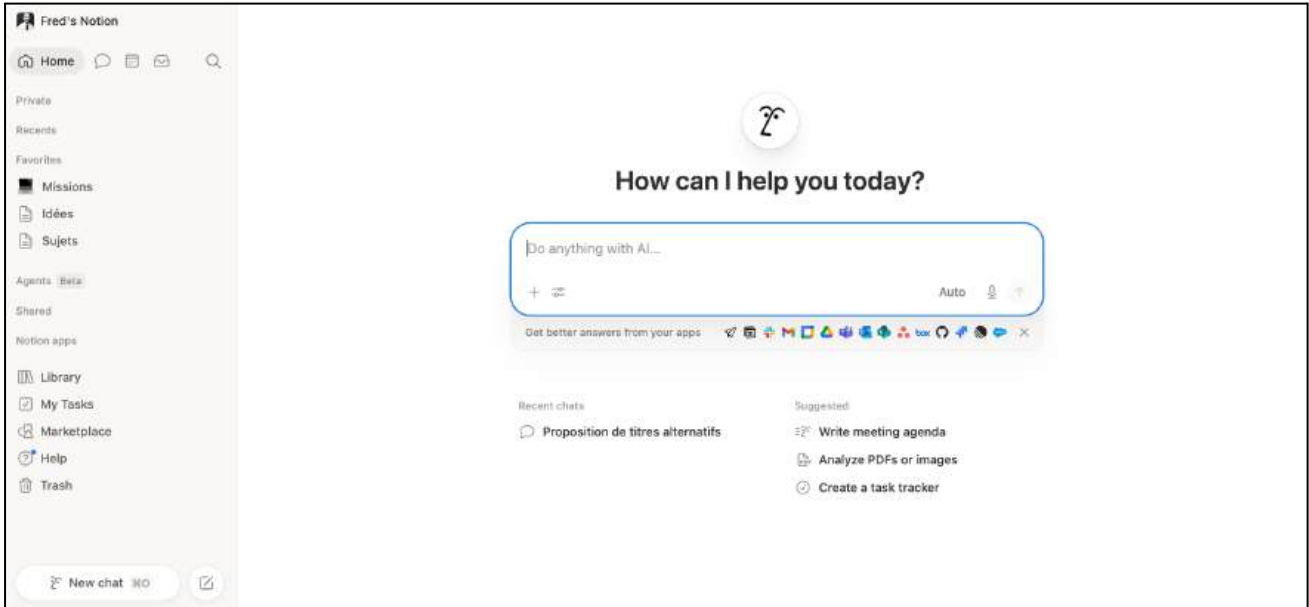 Fred's Notion
Home
Private
Recents
Favorites
Missions
Idées
Sujets
Agents Beta
Shared
Notion apps
Library
My Tasks
Marketplace
Help
Trash
New chat ⌘O
How can I help you today?
Do anything with AI...
Auto
Get better answers from your apps
box
Recent chats
Proposition de titres alternatifs
Suggested
Write meeting agenda
Analyze PDFs or images
Create a task tracker